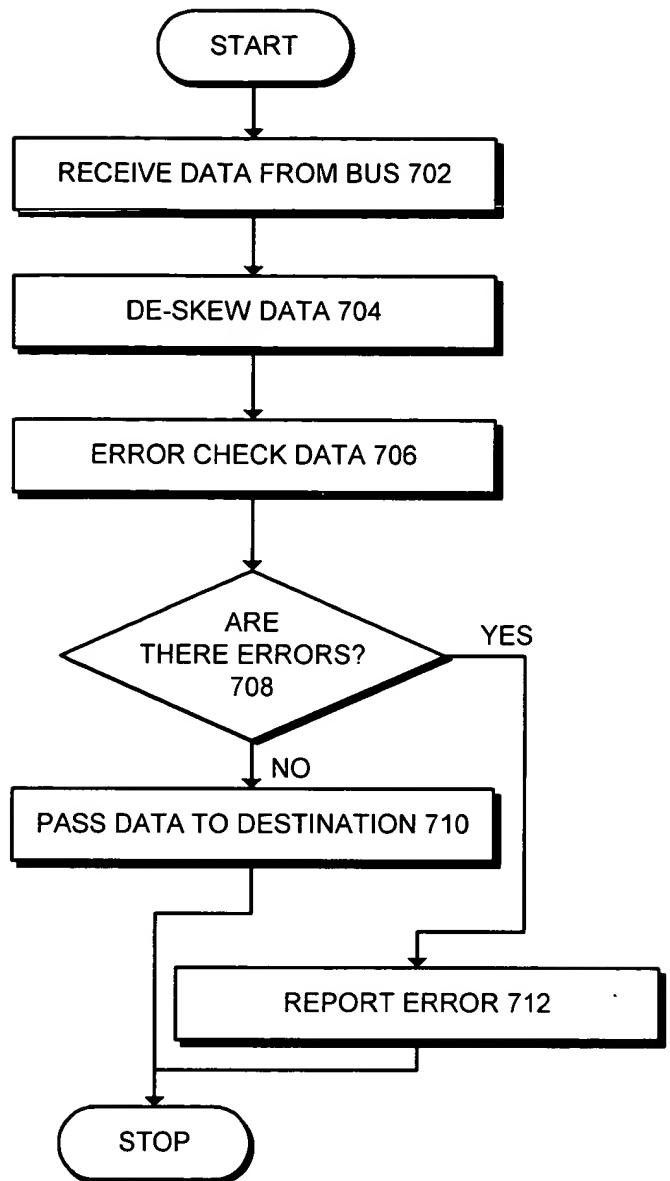 START
RECEIVE DATA FROM BUS 702
DE-SKEW DATA 704
ERROR CHECK DATA 706
ARE
THERE ERRORS?
708
YES
NO
PASS DATA TO DESTINATION 710
REPORT ERROR 712
STOP